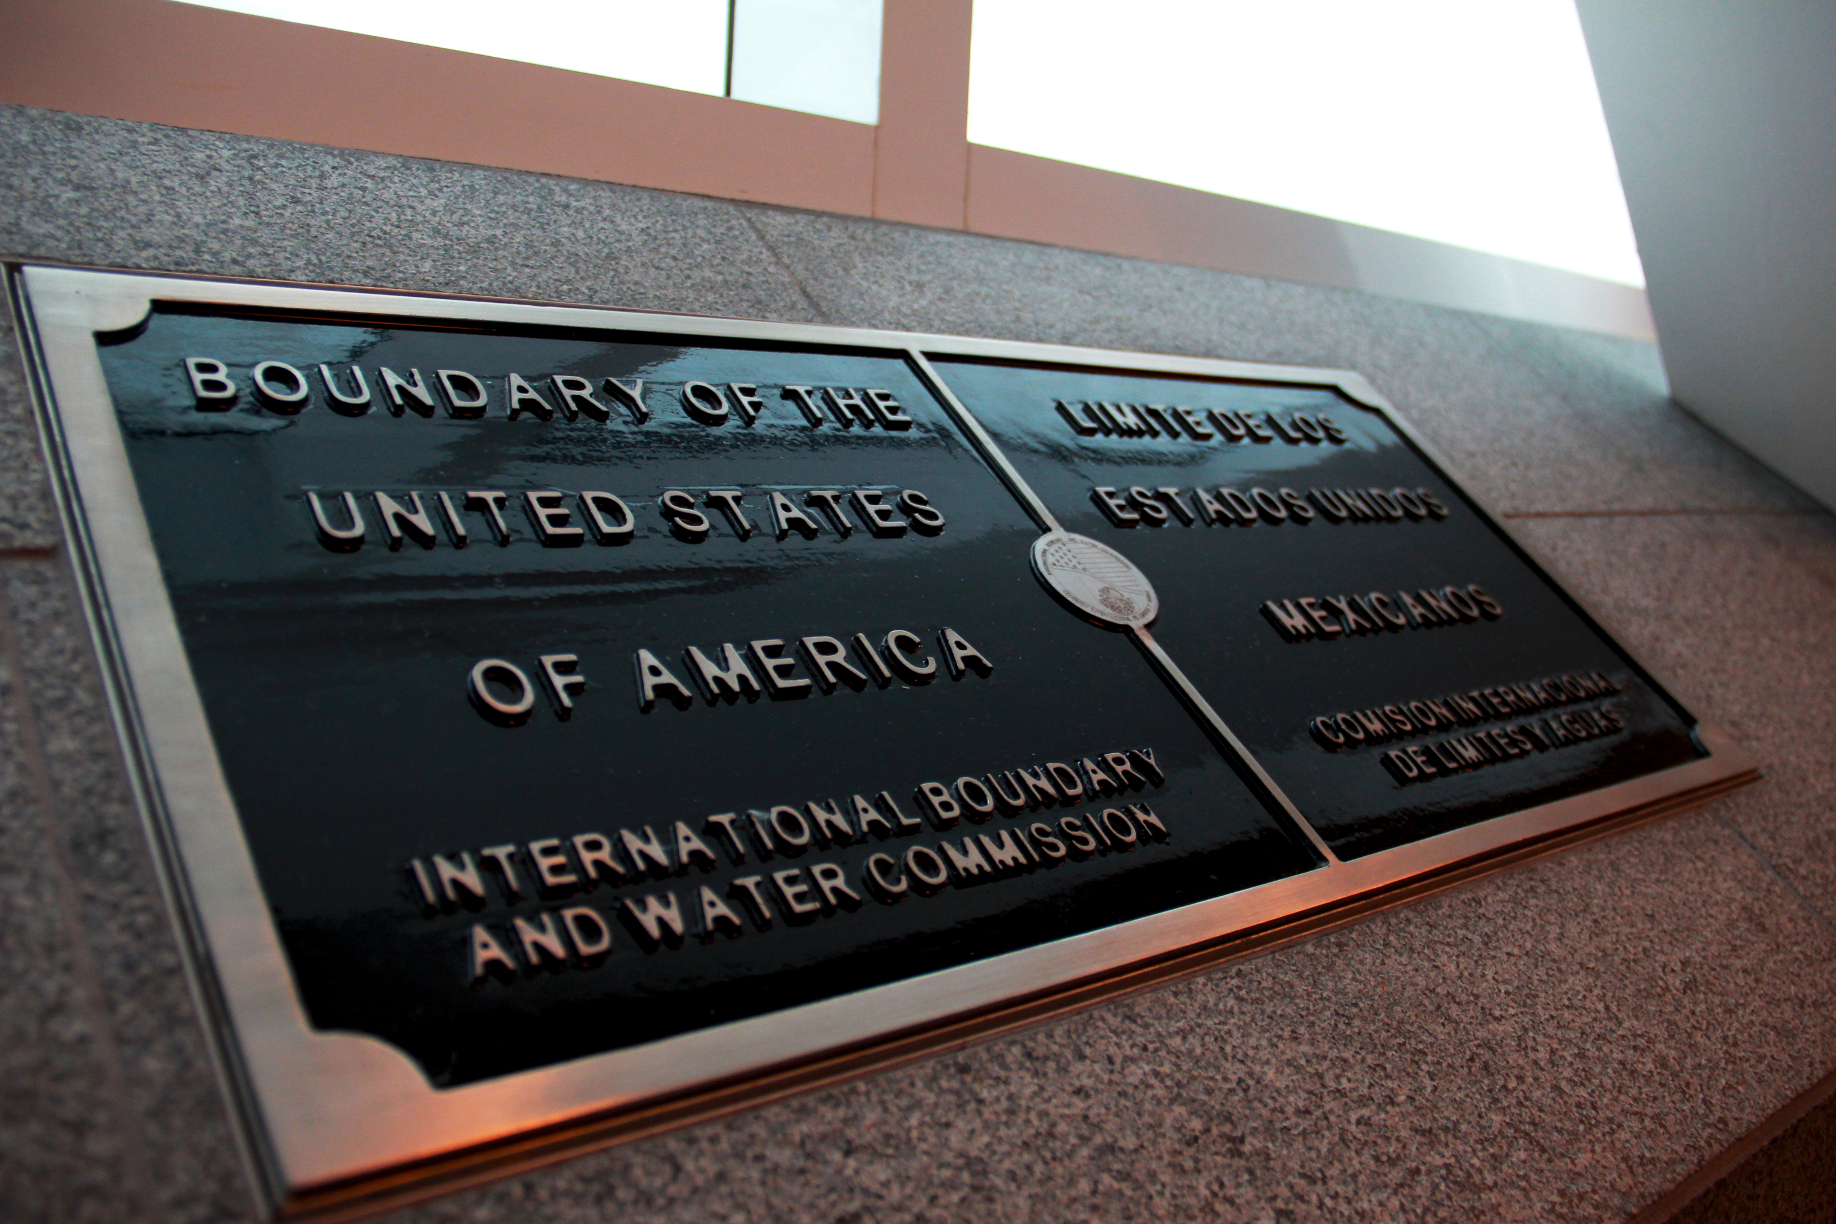 BOUNDARY OF THE
UNITED STATES
OF AMERICA
INTERNATIONAL BOUNDARY
AND WATER COMMISSION
LIMITE DE LOS
ESTADOS UNIDOS
MEXICANOS
COMISION INTERNACIONAL
DE LIMITES Y AGUAS